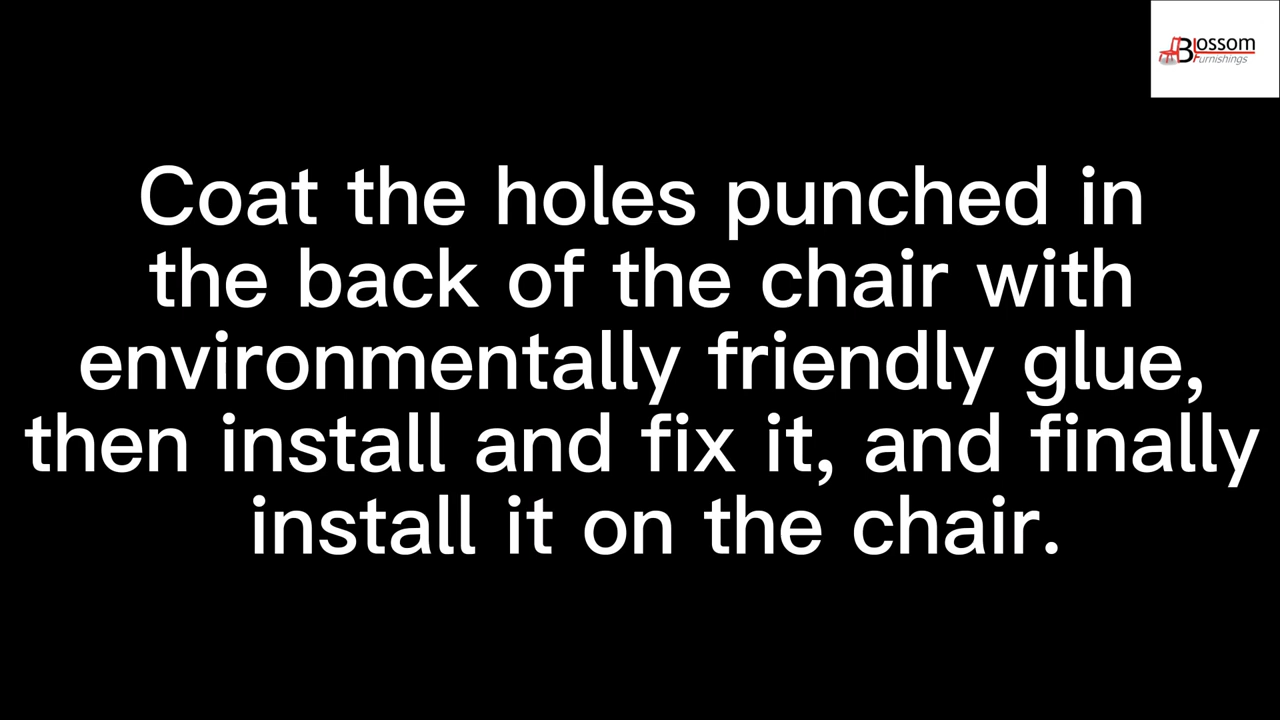 Blossom
Furnishings
Coat the holes punched in
the back of the chair with
environmentally friendly glue,
then install and fix it, and finally
install it on the chair.